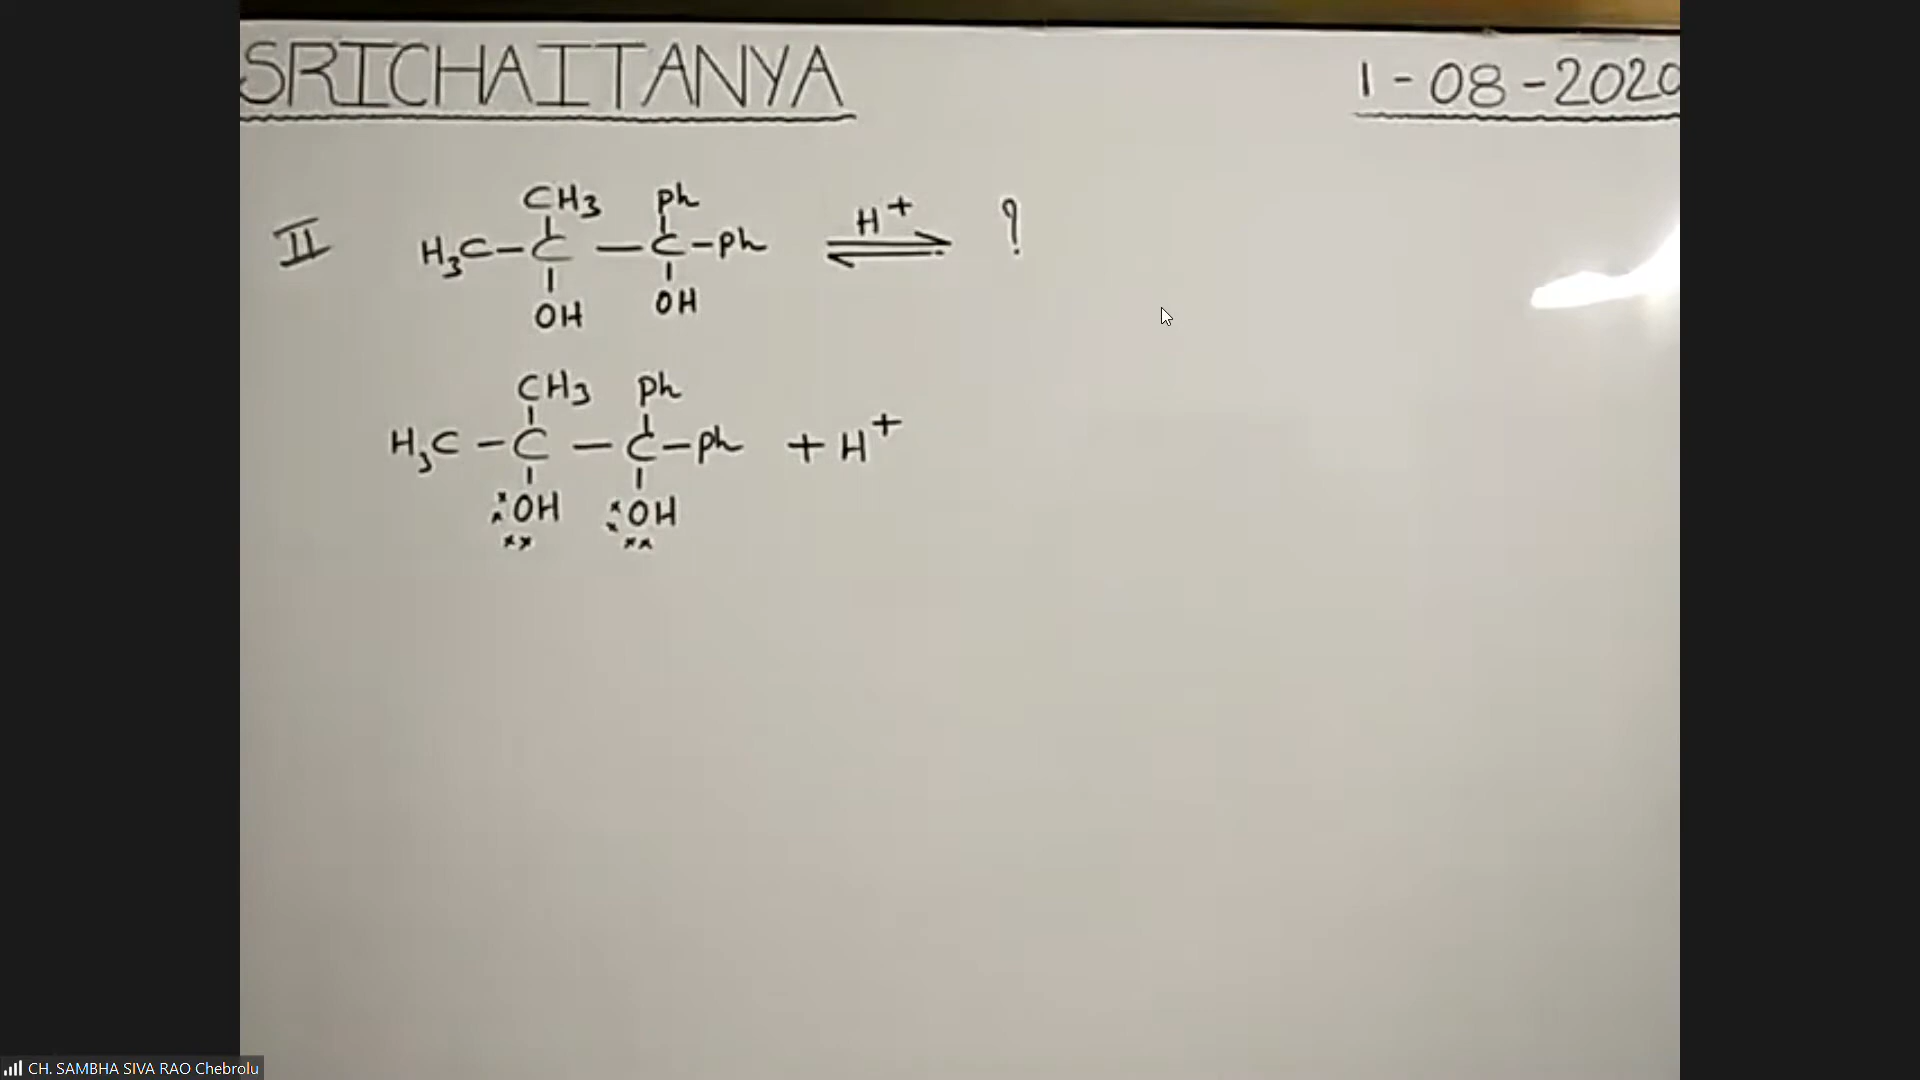 SRICHAITANYA 1-08-2020
CH3 Ph
II H3C-C-C-Ph H+ ?
OH OH
CH3 Ph
H3C-C-C-Ph + H+
OH OH
CH. SAMBHA SIVA RAO Chebrolu